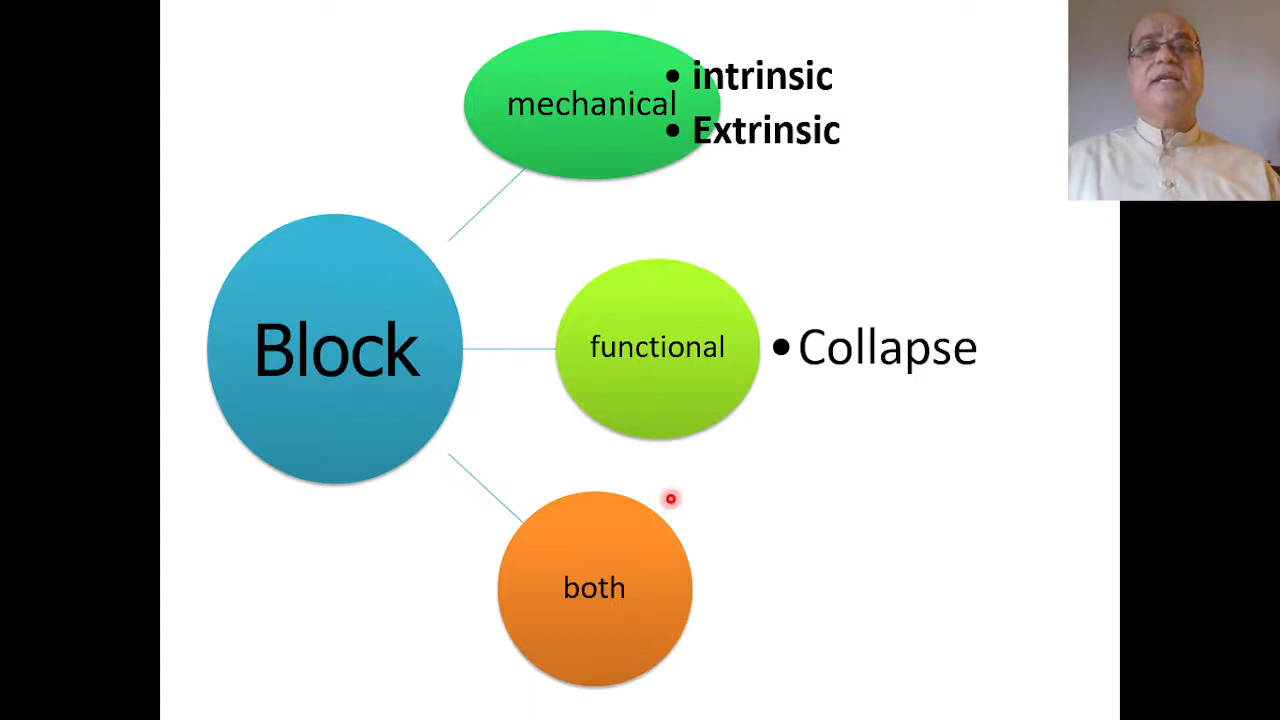 mechanical
• intrinsic
• Extrinsic
Block
functional
• Collapse
both